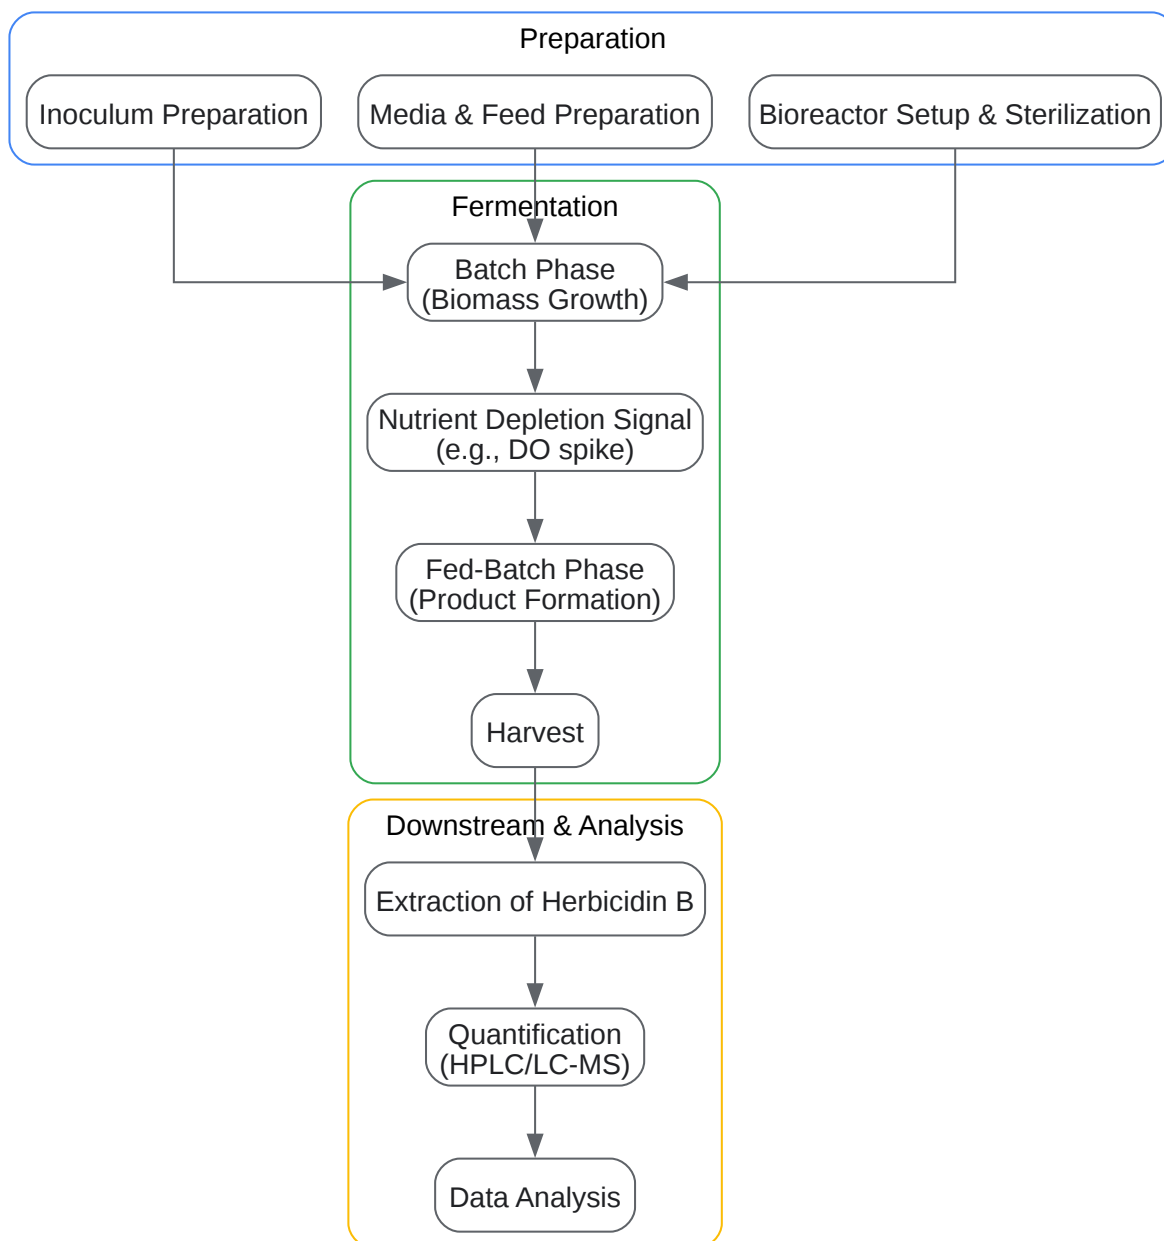 Preparation
Inoculum Preparation
Media & Feed Preparation
Bioreactor Setup & Sterilization
Fermentation
Batch Phase
(Biomass Growth)
Nutrient Depletion Signal
(e.g., DO spike)
Fed-Batch Phase
(Product Formation)
Harvest
Downstream & Analysis
Extraction of Herbicidin B
Quantification
(HPLC/LC-MS)
Data Analysis